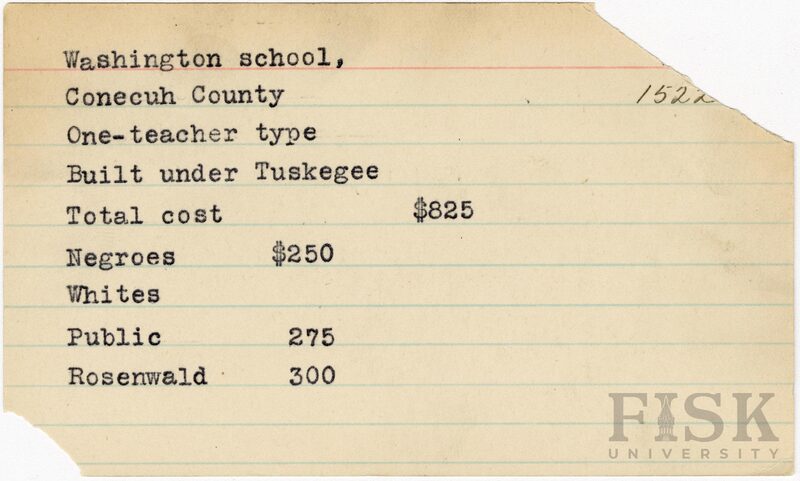 Washington school,
Conecuh County 1522
One-teacher type
Built under Tuskegee
Total cost $825
Negroes $250
Whites
Public 275
Rosenwald 300
FISK
UNIVERSITY